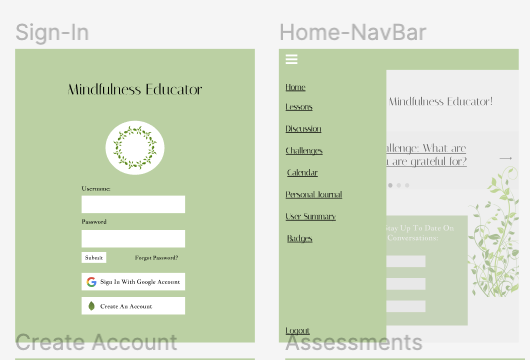 Sign-In
Mindfulness Educator
Username:
Password
Submit
Forgot Password?
Sign In With Google Account
Create An Account
Create Account
Home-NavBar
Home
Lessons
Discussion
Challenges
Calendar
Personal Journal
User Summary
Badges
Logout
Mindfulness Educator!
allenge: What are
u are grateful for?
ay Up To Date On
Conversations:
Assessments